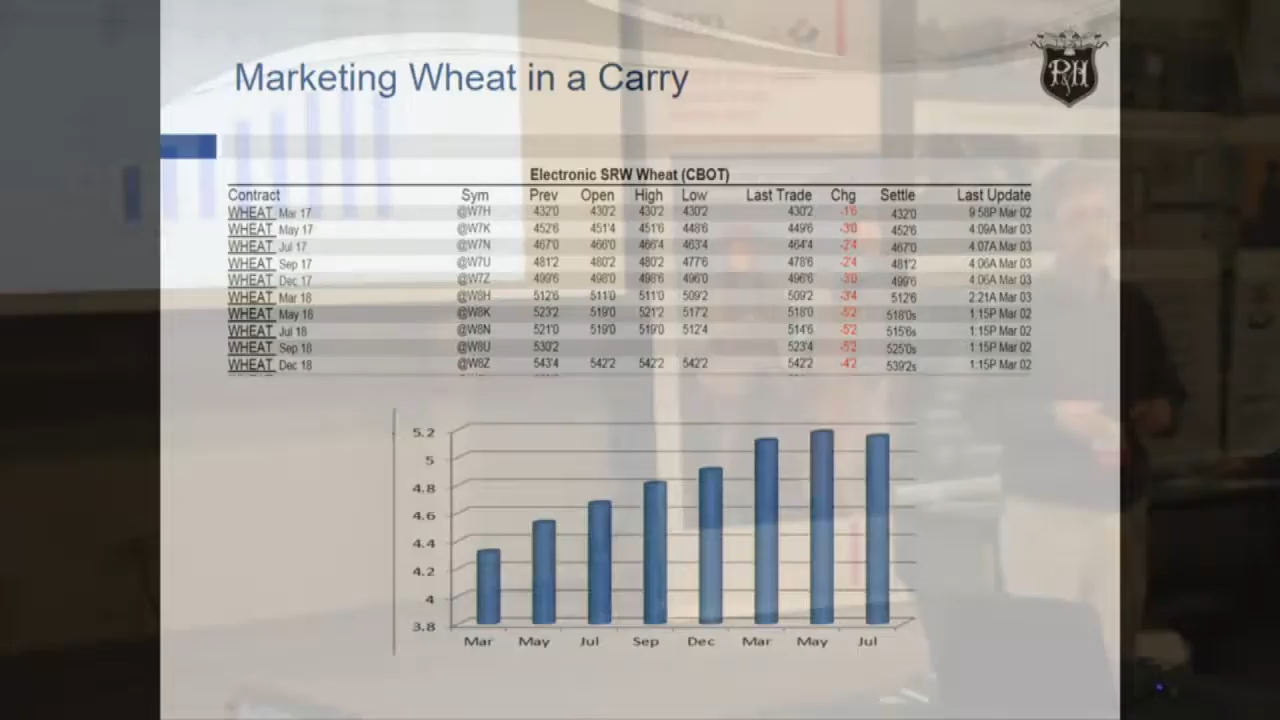 Marketing Wheat in a Carry
Electronic SRW Wheat (CBOT)
Contract Sym Prev Open High Low Last Trade Chg Settle Last Update
WHEAT Mar 17 @W7H 432'0 430'2 430'2 430'2 430'2 -1'6 432'0 9:58P Mar 02
WHEAT May 17 @W7K 452'6 451'4 451'6 448'6 449'6 -3'0 452'6 4:09A Mar 03
WHEAT Jul 17 @W7N 467'0 466'0 466'4 463'4 464'4 -2'4 467'0 4:07A Mar 03
WHEAT Sep 17 @W7U 481'2 480'2 480'2 477'6 478'6 -2'4 481'2 4:06A Mar 03
WHEAT Dec 17 @W7Z 499'6 498'0 498'6 496'0 496'6 -3'0 499'6 4:06A Mar 03
WHEAT Mar 18 @W8H 512'6 511'0 511'0 509'2 509'2 -3'4 512'6 2:21A Mar 03
WHEAT May 18 @W8K 523'2 519'0 521'2 517'2 518'0 -5'2 518'0s 1:15P Mar 02
WHEAT Jul 18 @W8N 521'0 519'0 519'0 512'4 514'6 -5'2 515'6s 1:15P Mar 02
WHEAT Sep 18 @W8U 530'2 523'4 -5'2 525'0s 1:15P Mar 02
WHEAT Dec 18 @W8Z 543'4 542'2 542'2 542'2 542'2 -4'2 539'2s 1:15P Mar 02
5.2
5
4.8
4.6
4.4
4.2
4
3.8
Mar May Jul Sep Dec Mar May Jul